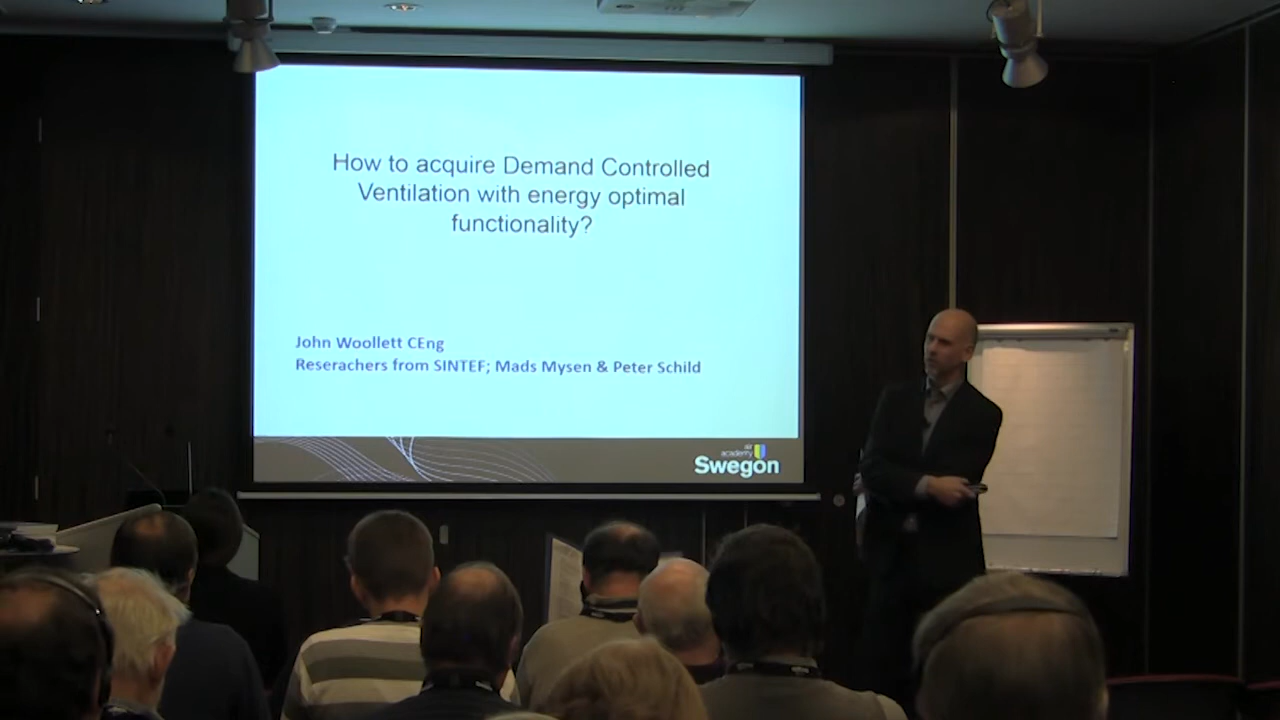 How to acquire Demand Controlled
Ventilation with energy optimal
functionality?
John Woollett CEng
Reserachers from SINTEF; Mads Mysen & Peter Schild
air
academy
Swegon